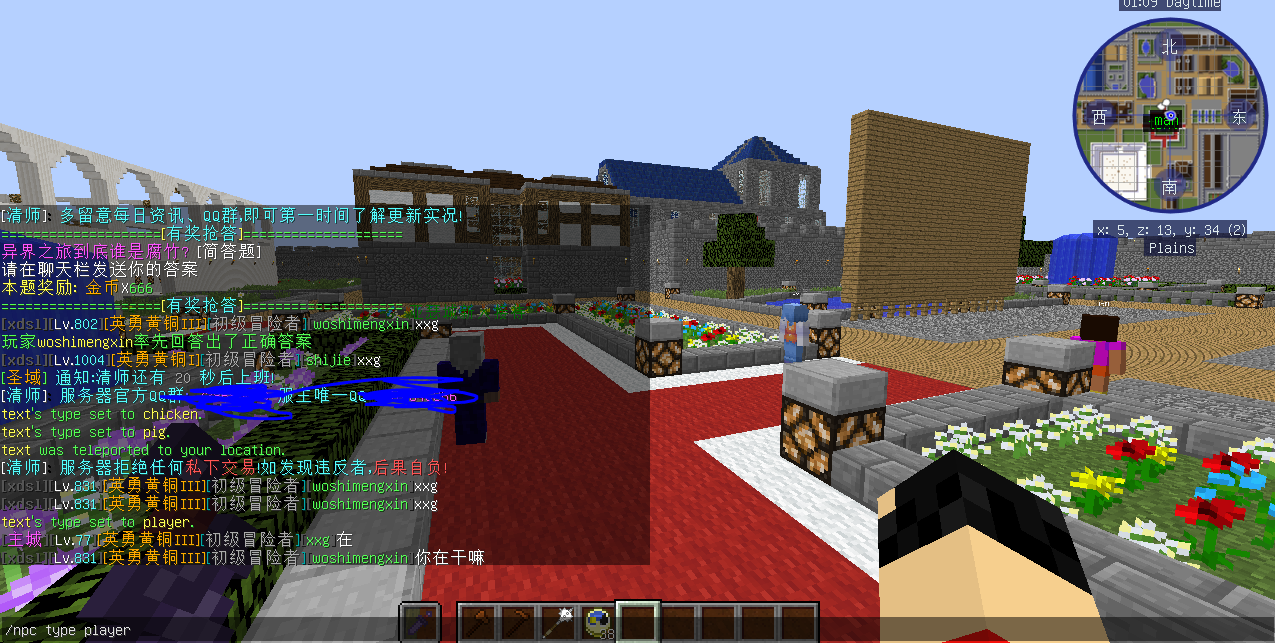 01:09 Daytime
北
西
东
man
南
x: 5, z: 13, y: 34 (2)
Plains
[清师]: 多留意每日资讯、QQ群,即可第一时间了解更新实况!
====================[有奖抢答]====================
异界之旅到底谁是腐竹? [简答题]
请在聊天栏发送你的答案
本题奖励: 金币X666
====================[有奖抢答]====================
[xdsl][Lv.802][英勇黄铜III][初级冒险者][woshimengxin]xxg
玩家woshimengxin率先回答出了正确答案
[xdsl][Lv.1004][英勇黄铜I][初级冒险者]shijie]xxg
[圣域] 通知:清师还有 20 秒后上班!
[清师] 服务器官方QQ群: 服主唯一QQ
text's type set to chicken.
text's type set to pig.
text was teleported to your location.
[清师] 服务器拒绝任何私下交易!如发现违反者,后果自负!
[xdsl][Lv.831][英勇黄铜III][初级冒险者][woshimengxin]xxg
[xdsl][Lv.831][英勇黄铜III][初级冒险者][woshimengxin]xxg
text's type set to player.
[主城][Lv.77][英勇黄铜III][初级冒险者]xxg]在
[xdsl][Lv.831][英勇黄铜III][初级冒险者][woshimengxin]你在干嘛
38
/npc type player